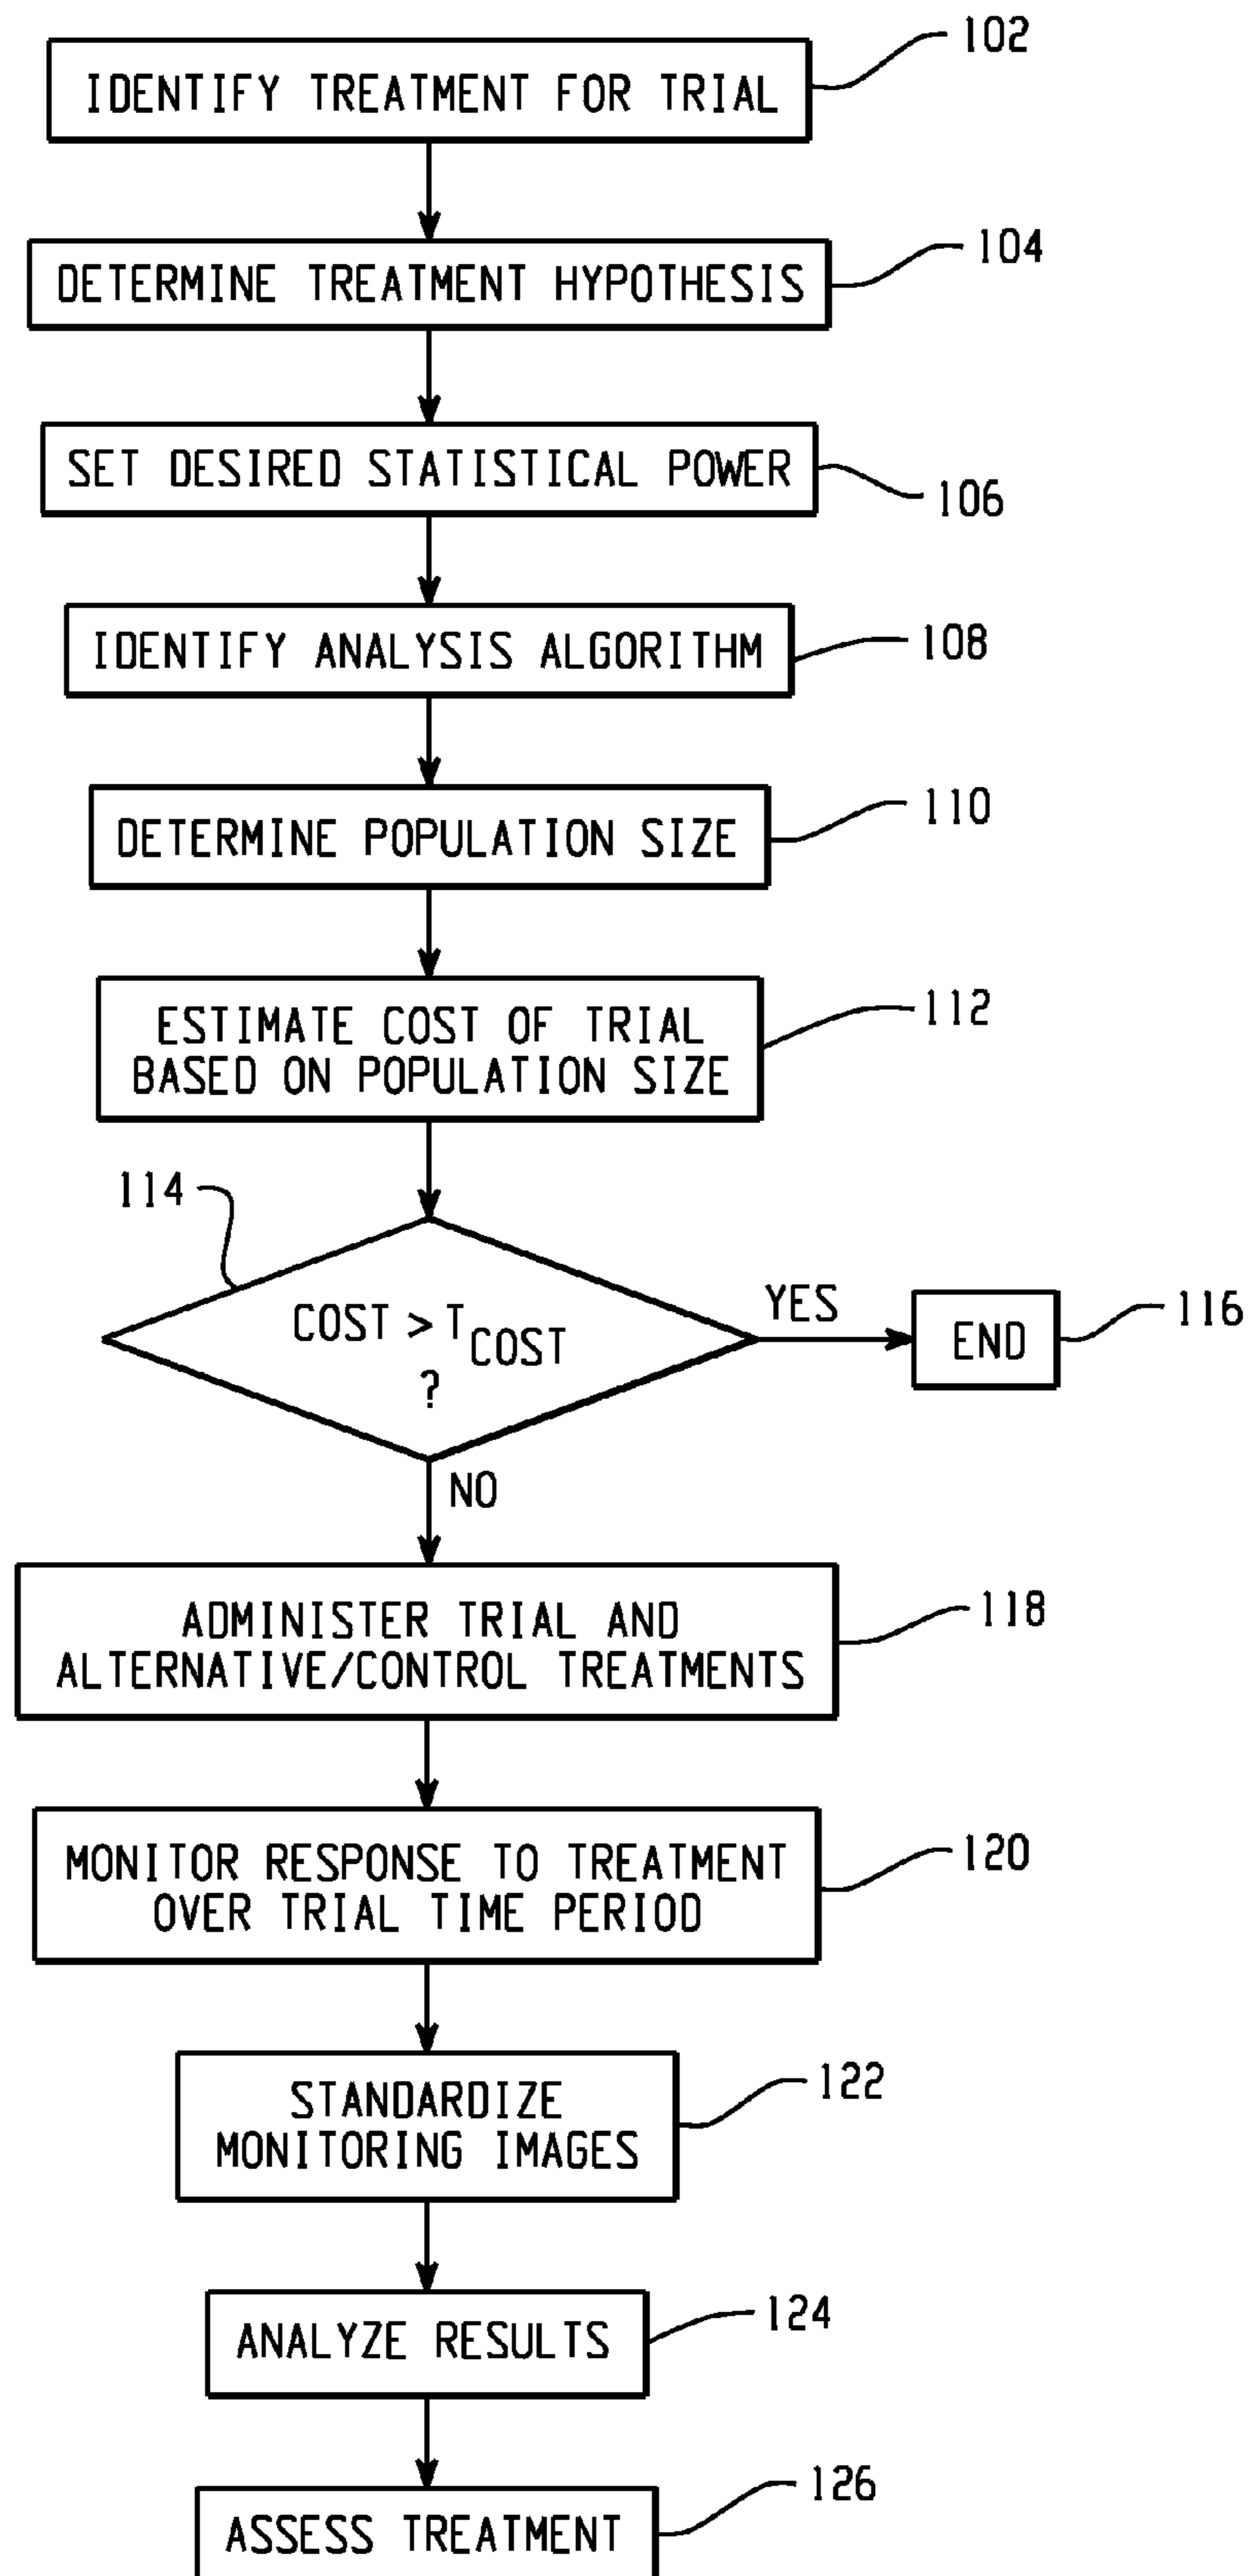 102
IDENTIFY TREATMENT FOR TRIAL
104
DETERMINE TREATMENT HYPOTHESIS
SET DESIRED STATISTICAL POWER
106
IDENTIFY ANALYSIS ALGORITHM
108
110
DETERMINE POPULATION SIZE
112
ESTIMATE COST OF TRIAL
BASED ON POPULATION SIZE
114
COST > T COST
?
YES
END
116
NO
118
ADMINISTER TRIAL AND
ALTERNATIVE/CONTROL TREATMENTS
120
MONITOR RESPONSE TO TREATMENT
OVER TRIAL TIME PERIOD
122
STANDARDIZE
MONITORING IMAGES
124
ANALYZE RESULTS
126
ASSESS TREATMENT